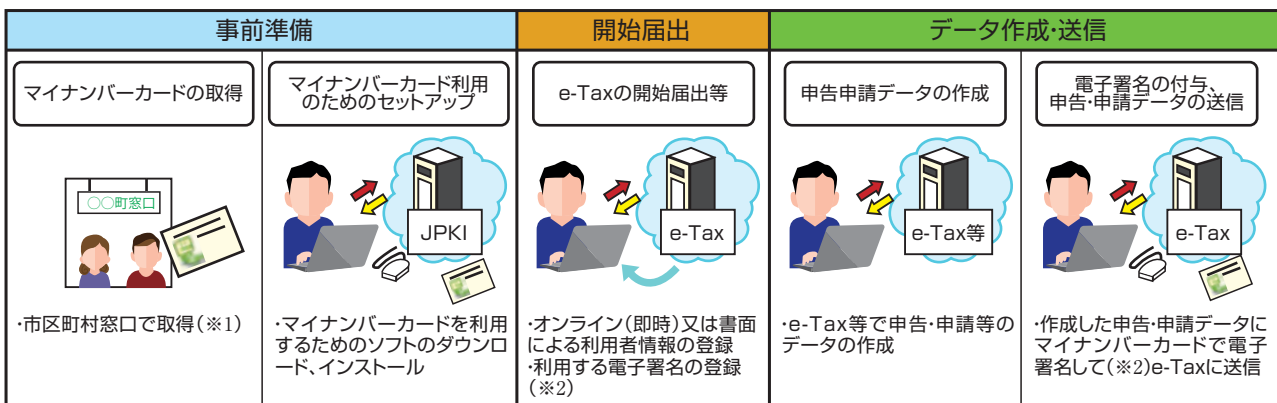 事前準備
開始届出
データ作成・送信
マイナンバーカードの取得
マイナンバーカード利用
のためのセットアップ
e-Taxの開始届出等
申告申請データの作成
電子署名の付与、
申告・申請データの送信
○○町窓口
JPKI
e-Tax
e-Tax等
e-Tax
・市区町村窓口で取得(※1)
・マイナンバーカードを利用
するためのソフトのダウンロ
ード、インストール
・オンライン(即時)又は書面
による利用者情報の登録
・利用する電子署名の登録
(※2)
・e-Tax等で申告・申請等の
データの作成
・作成した申告・申請データに
マイナンバーカードで電子
署名して(※2)e-Taxに送信